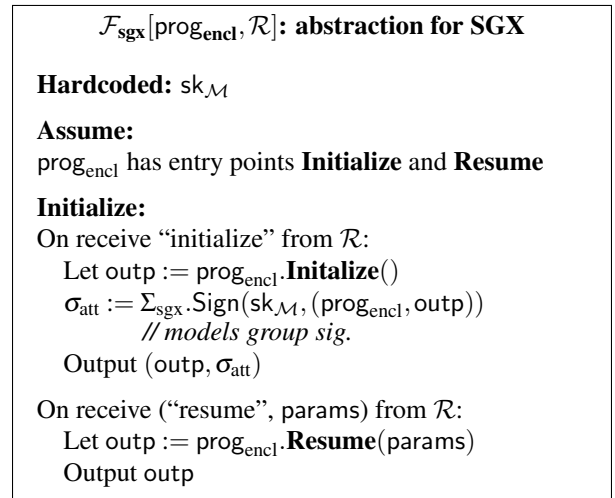 𝓕sgx[progencl, 𝓡]: abstraction for SGX
Hardcoded: sk𝓜
Assume:
progencl has entry points Initialize and Resume
Initialize:
On receive “initialize” from 𝓡:
Let outp := progencl.Initalize()
σatt := Σsgx.Sign(sk𝓜, (progencl, outp))
// models group sig.
Output (outp, σatt)
On receive (“resume”, params) from 𝓡:
Let outp := progencl.Resume(params)
Output outp